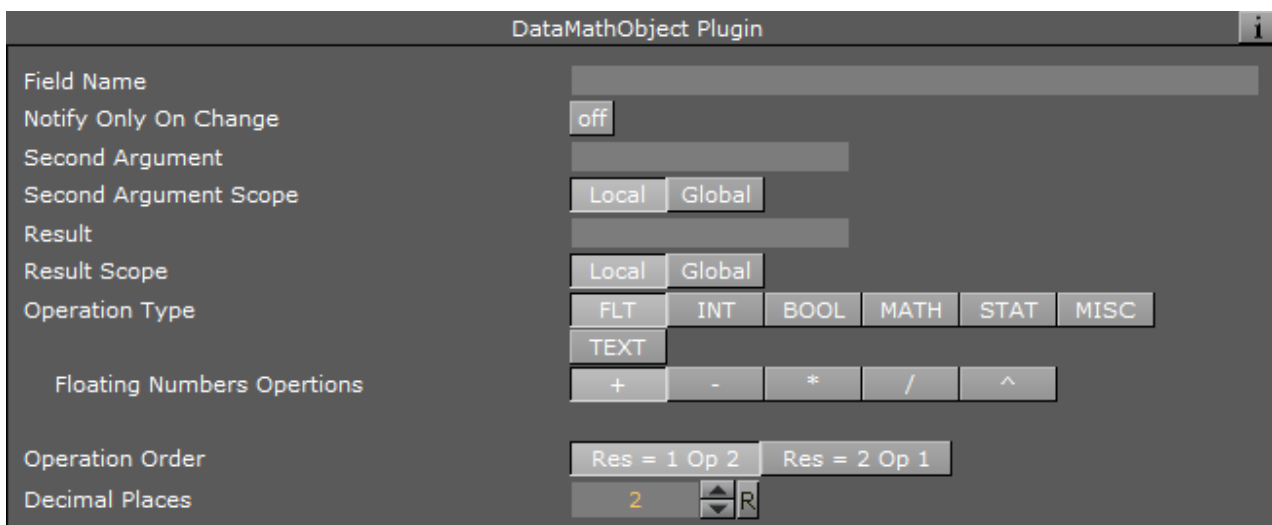 DataMathObject Plugin i
Field Name
Notify Only On Change off
Second Argument
Second Argument Scope Local Global
Result
Result Scope Local Global
Operation Type FLT INT BOOL MATH STAT MISC
TEXT
Floating Numbers Opertions + - * / ^
Operation Order Res = 1 Op 2 Res = 2 Op 1
Decimal Places 2 R